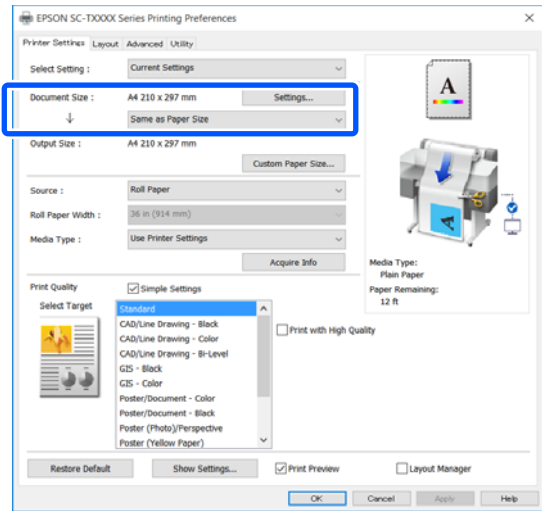 EPSON SC-TXXXX Series Printing Preferences
Printer Settings Layout Advanced Utility
Select Setting : Current Settings
Document Size : A4 210 x 297 mm Settings...
↓ Same as Paper Size
Output Size : A4 210 x 297 mm
Custom Paper Size...
Source : Roll Paper
Roll Paper Width : 36 in (914 mm)
Media Type : Use Printer Settings
Acquire Info
A
Media Type:
Plain Paper
Paper Remaining:
12 ft
Print Quality Simple Settings
Select Target
Standard
CAD/Line Drawing - Black
CAD/Line Drawing - Color
CAD/Line Drawing - Bi-Level
GIS - Black
GIS - Color
Poster/Document - Color
Poster/Document - Black
Poster (Photo)/Perspective
Poster (Yellow Paper)
Print with High Quality
Restore Default Show Settings... Print Preview Layout Manager
OK Cancel Apply Help